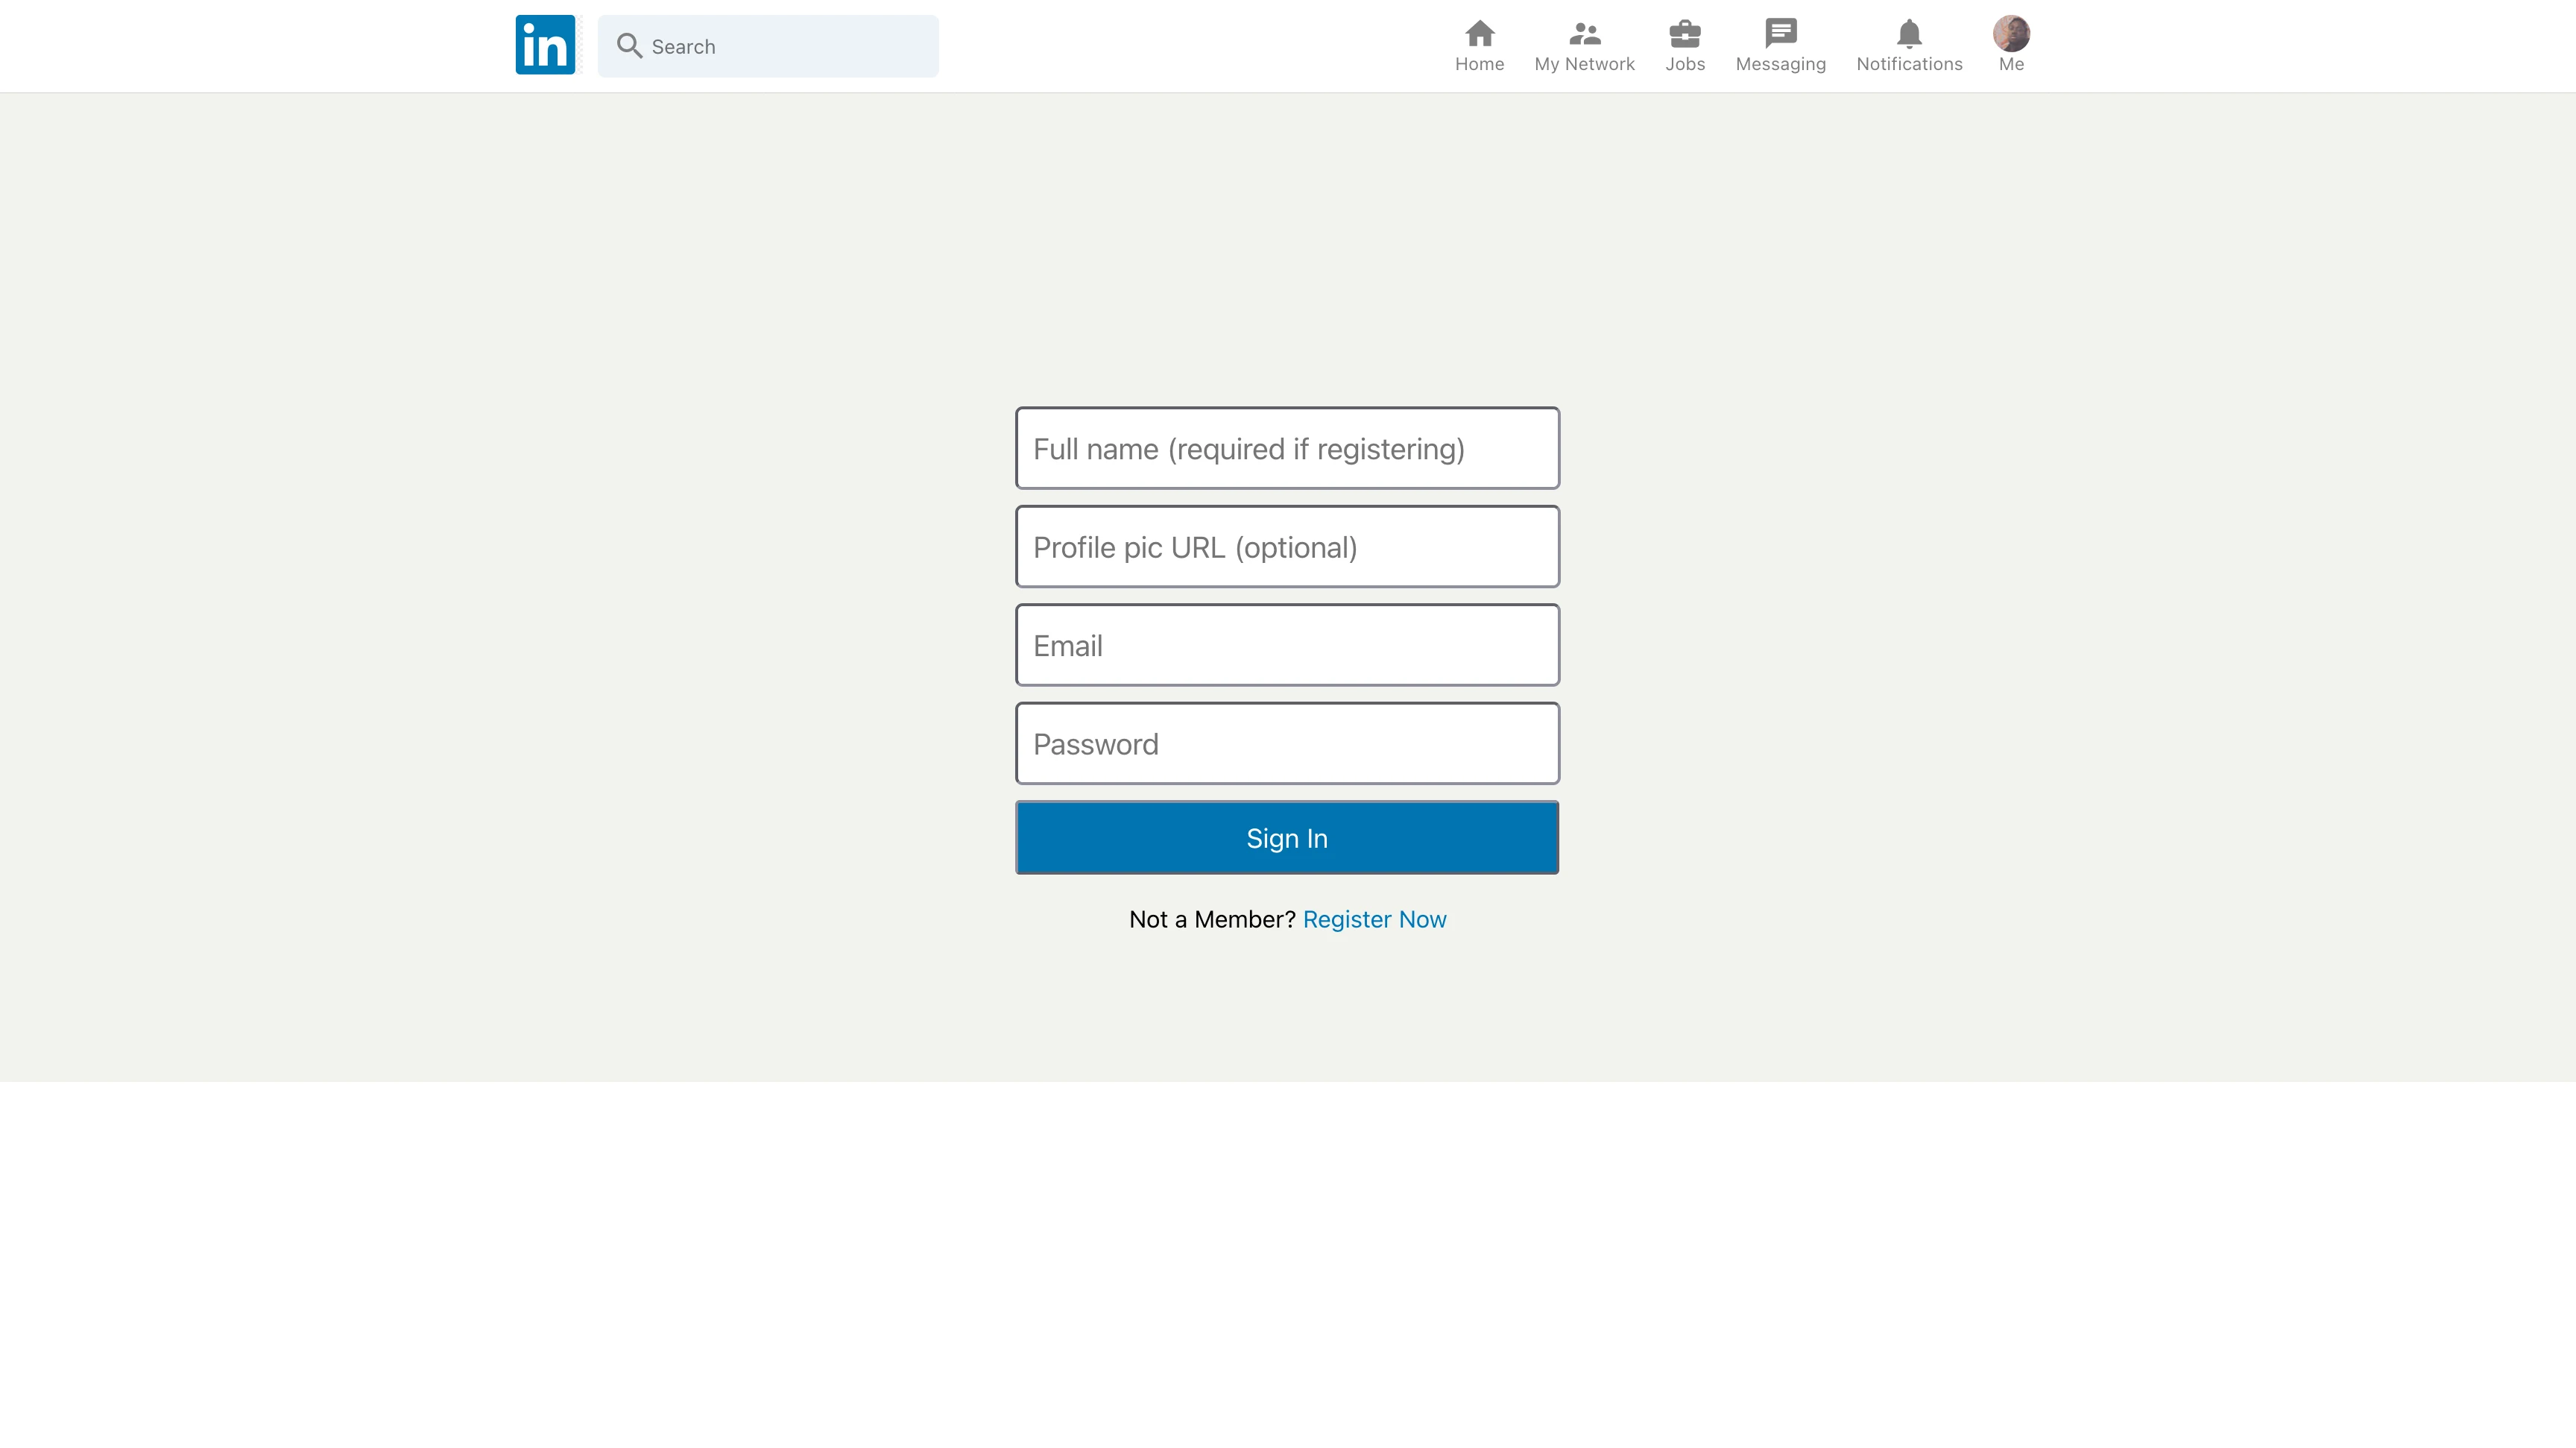 in
Search
Home
My Network
Jobs
Messaging
Notifications
Me
Full name (required if registering)
Profile pic URL (optional)
Email
Password
Sign In
Not a Member? Register Now